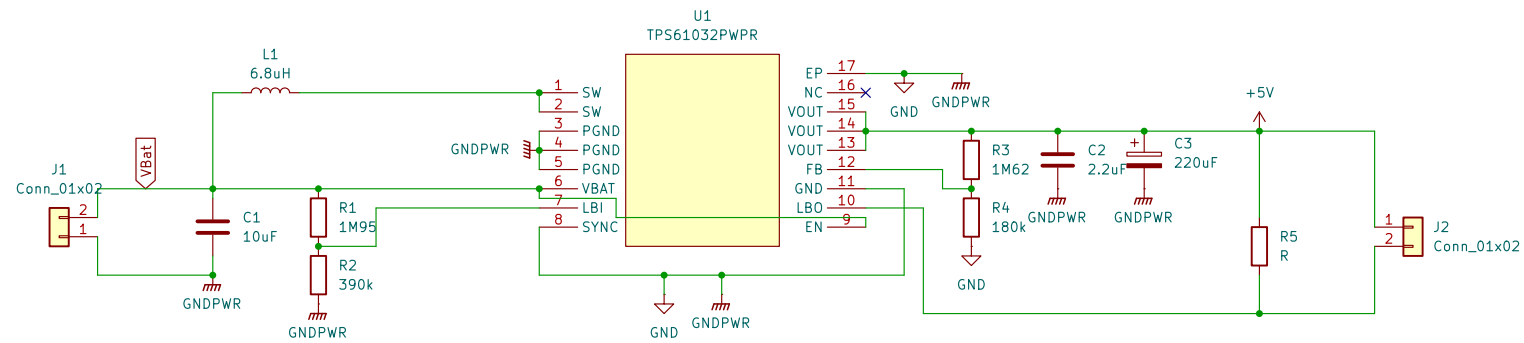 U1
TPS61032PWPR
L1
6.8uH
1 SW
2 SW
3 PGND
4 PGND
5 PGND
6 VBAT
7 LBI
8 SYNC
EP 17
NC 16
VOUT 15
VOUT 14
VOUT 13
FB 12
GND 11
LBO 10
EN 9
GNDPWR
GND
GNDPWR
+5V
VBat
J1
Conn_01x02
2
1
C1
10uF
GNDPWR
R1
1M95
R2
390k
GNDPWR
GND
GNDPWR
R3
1M62
R4
180k
GND
C2
2.2uF
GNDPWR
+
C3
220uF
GNDPWR
R5
R
1
2
J2
Conn_01x02